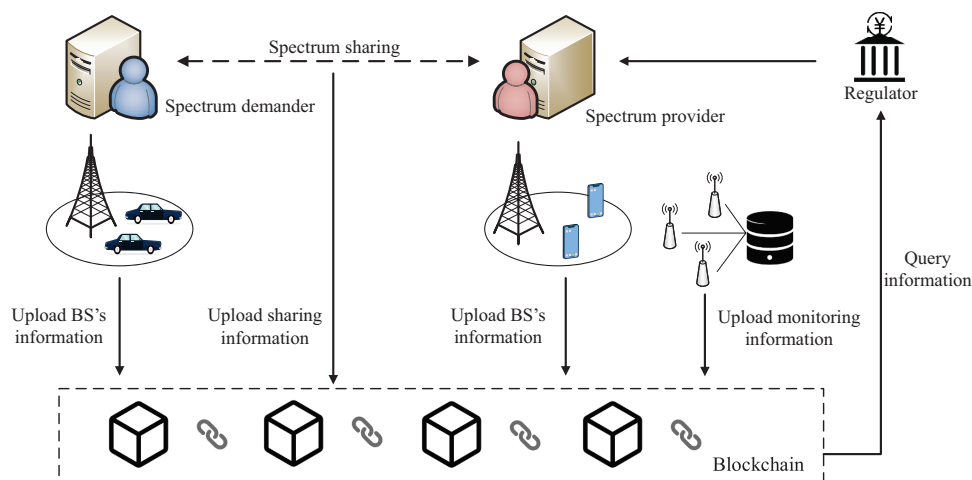 Spectrum sharing
Spectrum demander
Spectrum provider
Regulator
¥
Upload BS's
information
Upload sharing
information
Upload BS's
information
Upload monitoring
information
Query
information
Blockchain